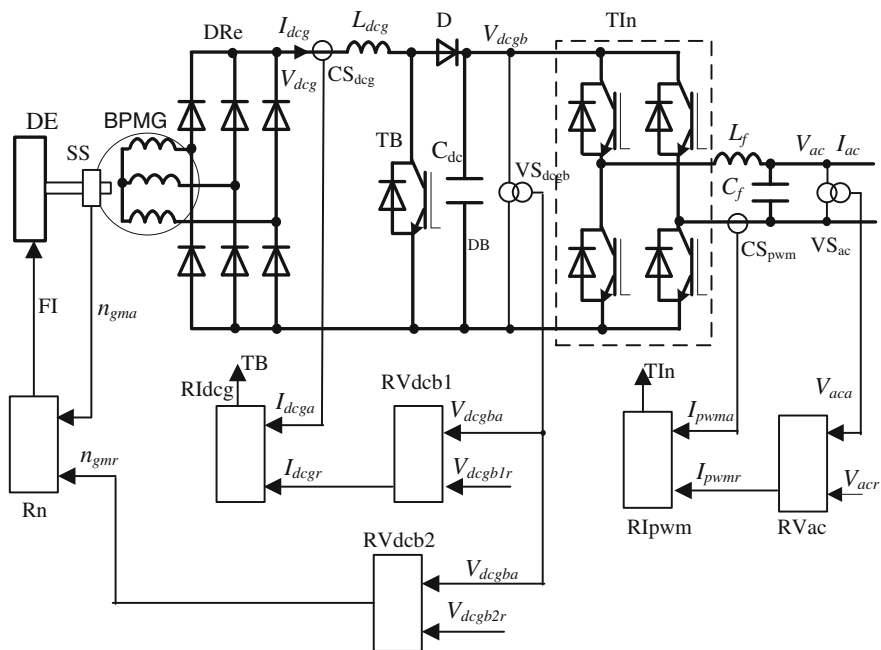 DRe
I_dcg
L_dcg
D
V_dcgb
TIn
V_dcg
CS_dcg
DE
BPMG
SS
TB
C_dc
VS_dcgb
L_f
V_ac
I_ac
C_f
DB
CS_pwm
VS_ac
FI
n_gma
TB
RIdcg
RVdcb1
TIn
V_aca
I_dcga
V_dcgba
I_pwma
n_gmr
I_dcgr
V_dcgb1r
I_pwmr
V_acr
Rn
RIpwm
RVac
RVdcb2
V_dcgba
V_dcgb2r